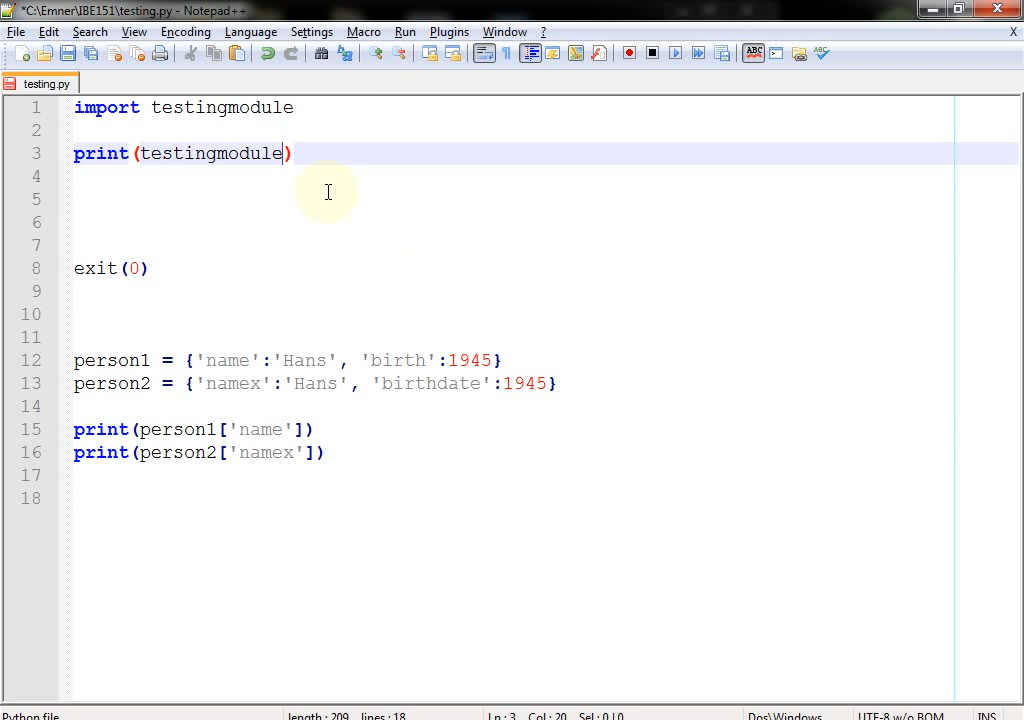 *C:\Emner\IBE151\testing.py - Notepad++
File Edit Search View Encoding Language Settings Macro Run Plugins Window ? X
ABC ABC
testing.py
1 import testingmodule
2
3 print(testingmodule)
4
5
6
7
8 exit(0)
9
10
11
12 person1 = {'name':'Hans', 'birth':1945}
13 person2 = {'namex':'Hans', 'birthdate':1945}
14
15 print(person1['name'])
16 print(person2['namex'])
17
18
Python file length : 209 lines : 18 Ln : 3 Col : 20 Sel : 0 | 0 Dos\Windows UTF-8 w/o BOM INS